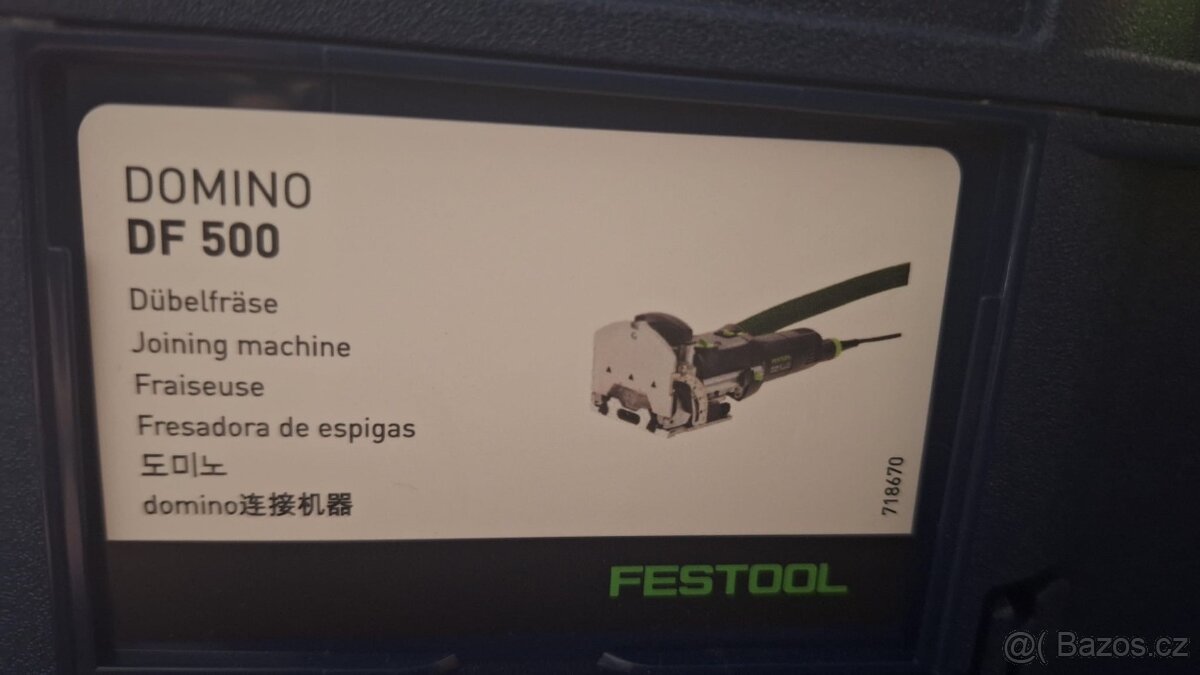 DOMINO
DF 500
Dübelfräse
Joining machine
Fraiseuse
Fresadora de espigas
도미노
domino连接机器
718670
FESTOOL
@( Bazos.cz